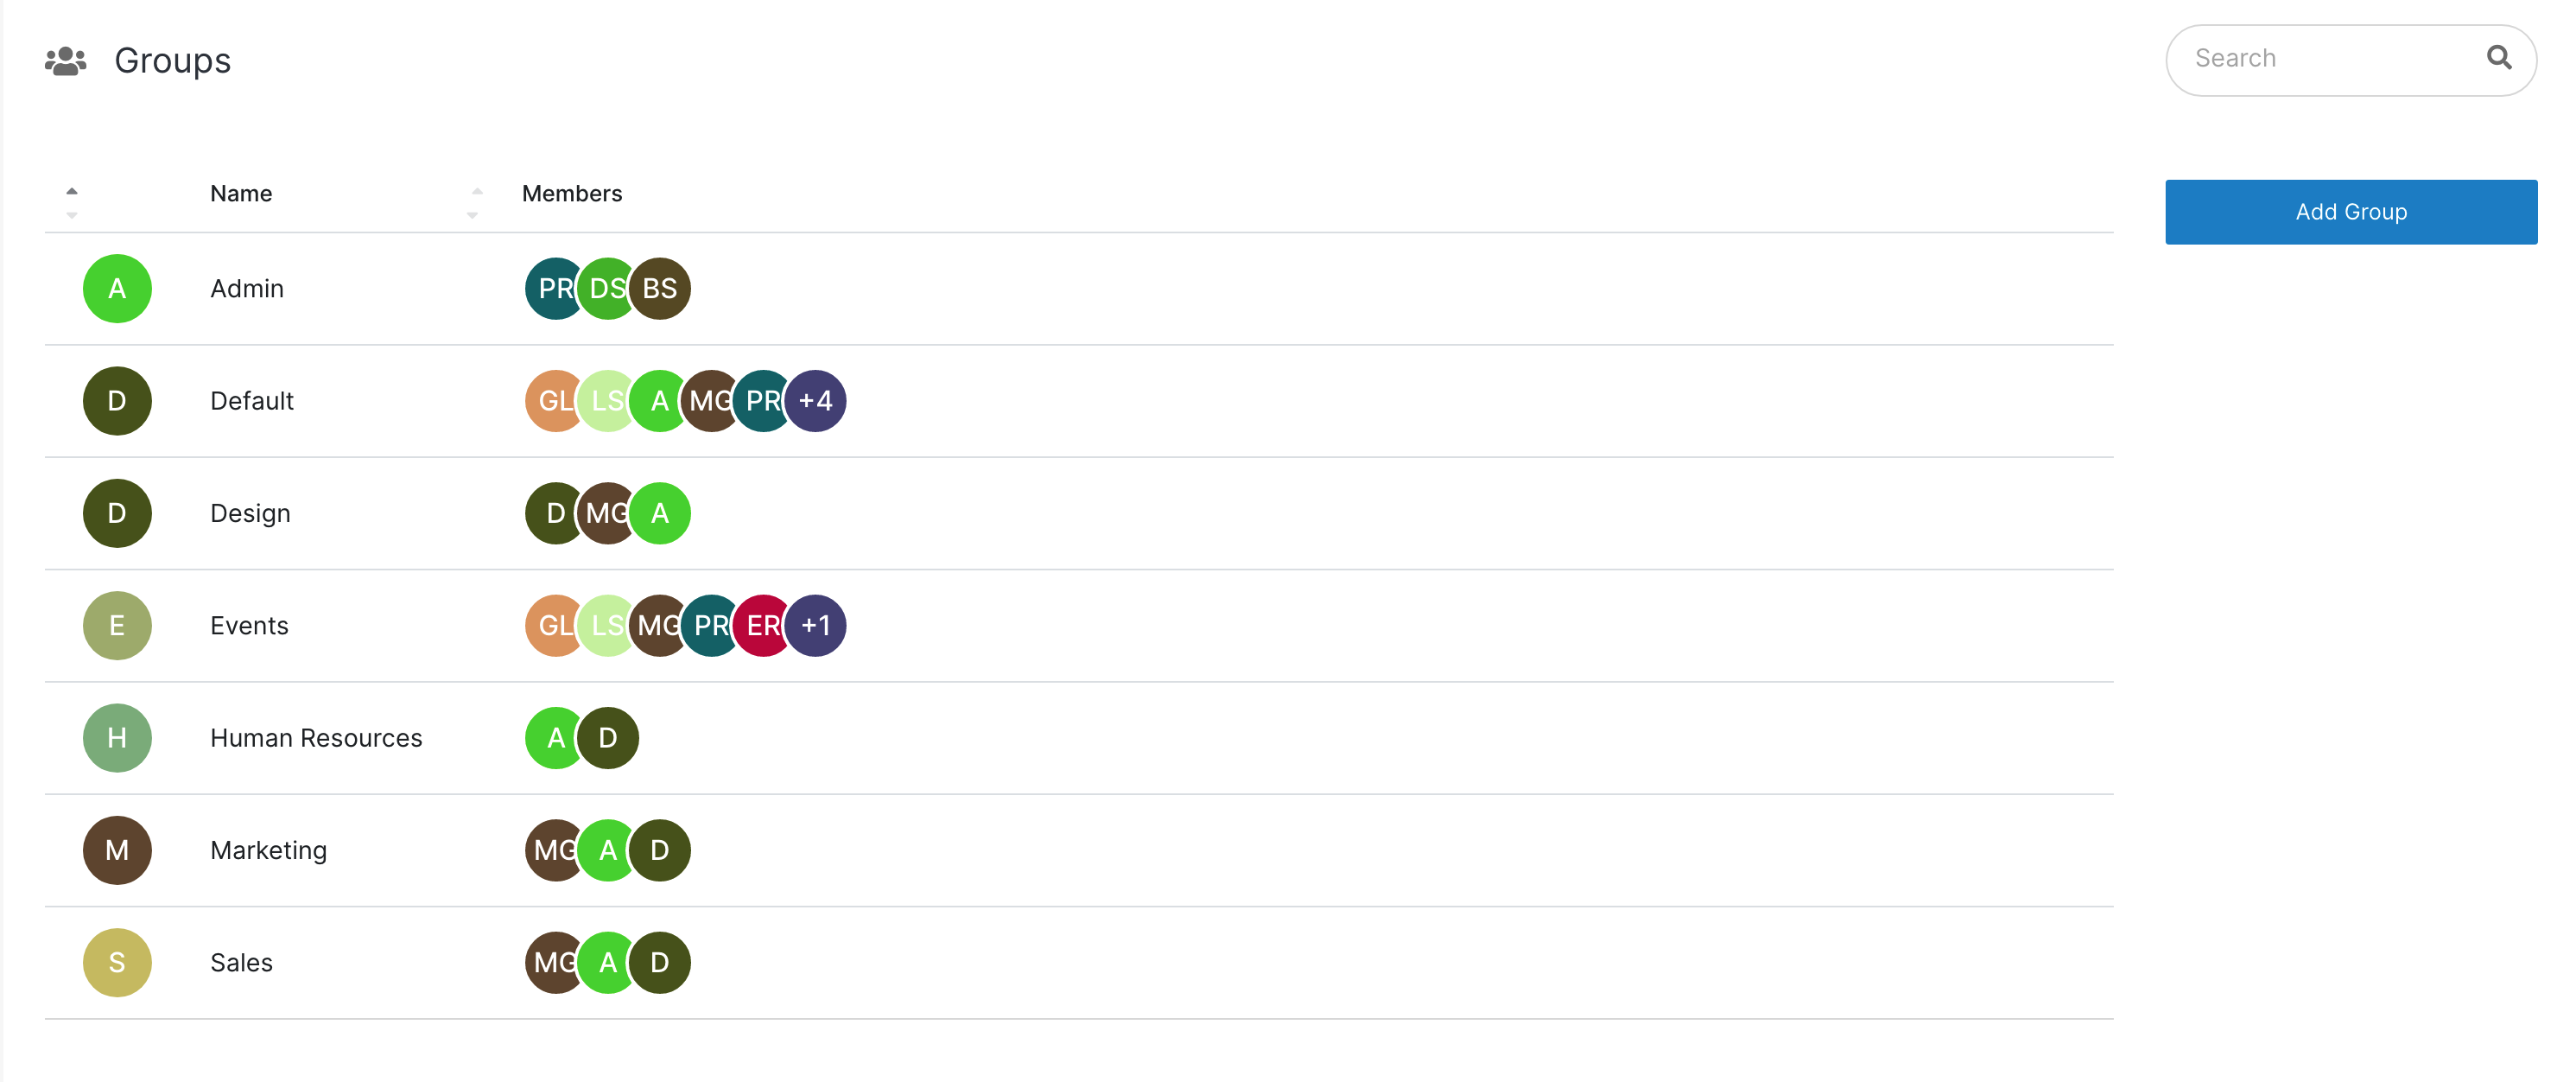 Groups
Search
Name Members
Add Group
A Admin PR DS BS
D Default GL LS A MG PR +4
D Design D MG A
E Events GL LS MG PR ER +1
H Human Resources A D
M Marketing MG A D
S Sales MG A D